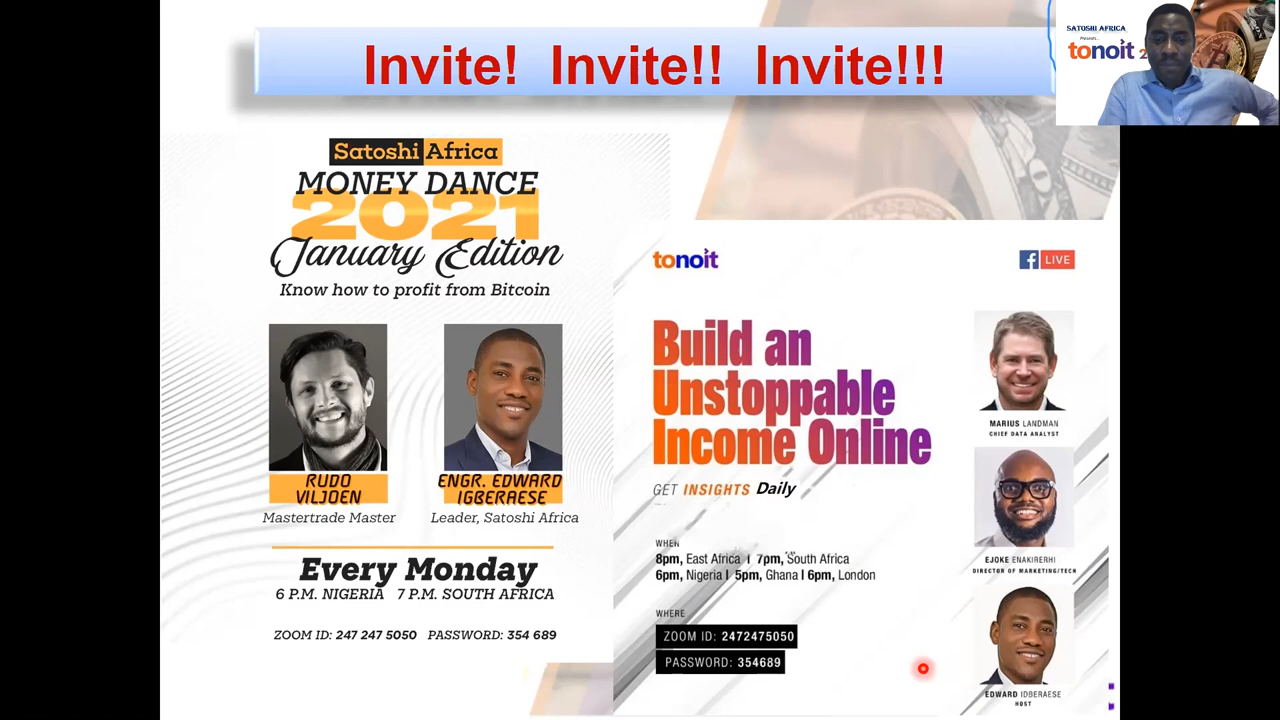 Invite! Invite!! Invite!!!
SATOSHI AFRICA
Presents...
tonoit 2
Satoshi Africa
MONEY DANCE
2021
January Edition
Know how to profit from Bitcoin
RUDO
VILJOEN
Mastertrade Master
ENGR. EDWARD
IGBERAESE
Leader, Satoshi Africa
Every Monday
6 P.M. NIGERIA 7 P.M. SOUTH AFRICA
ZOOM ID: 247 247 5050 PASSWORD: 354 689
tonoit
f LIVE
Build an
Unstoppable
Income Online
GET INSIGHTS Daily
WHEN
8pm, East Africa I 7pm, South Africa
6pm, Nigeria I 5pm, Ghana I 6pm, London
WHERE
ZOOM ID: 2472475050
PASSWORD: 354689
MARIUS LANDMAN
CHIEF DATA ANALYST
EJOKE ENAKIRERHI
DIRECTOR OF MARKETING/TECH
EDWARD IDBERAESE
HOST